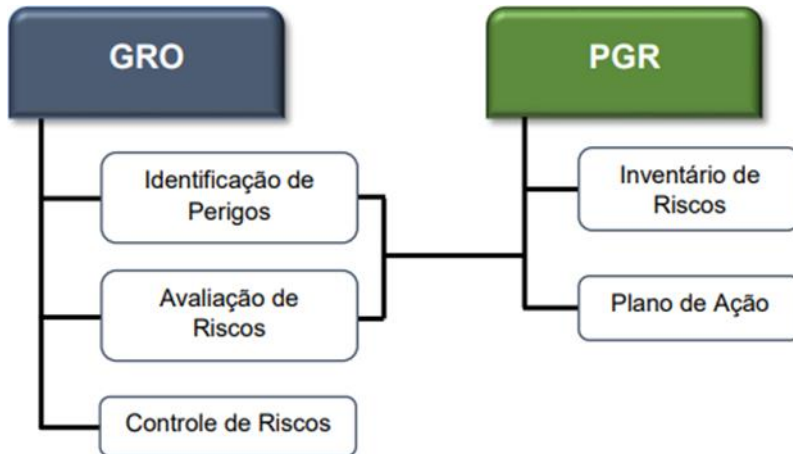 GRO
Identificação de
Perigos
Avaliação de
Riscos
Controle de Riscos
PGR
Inventário de
Riscos
Plano de Ação